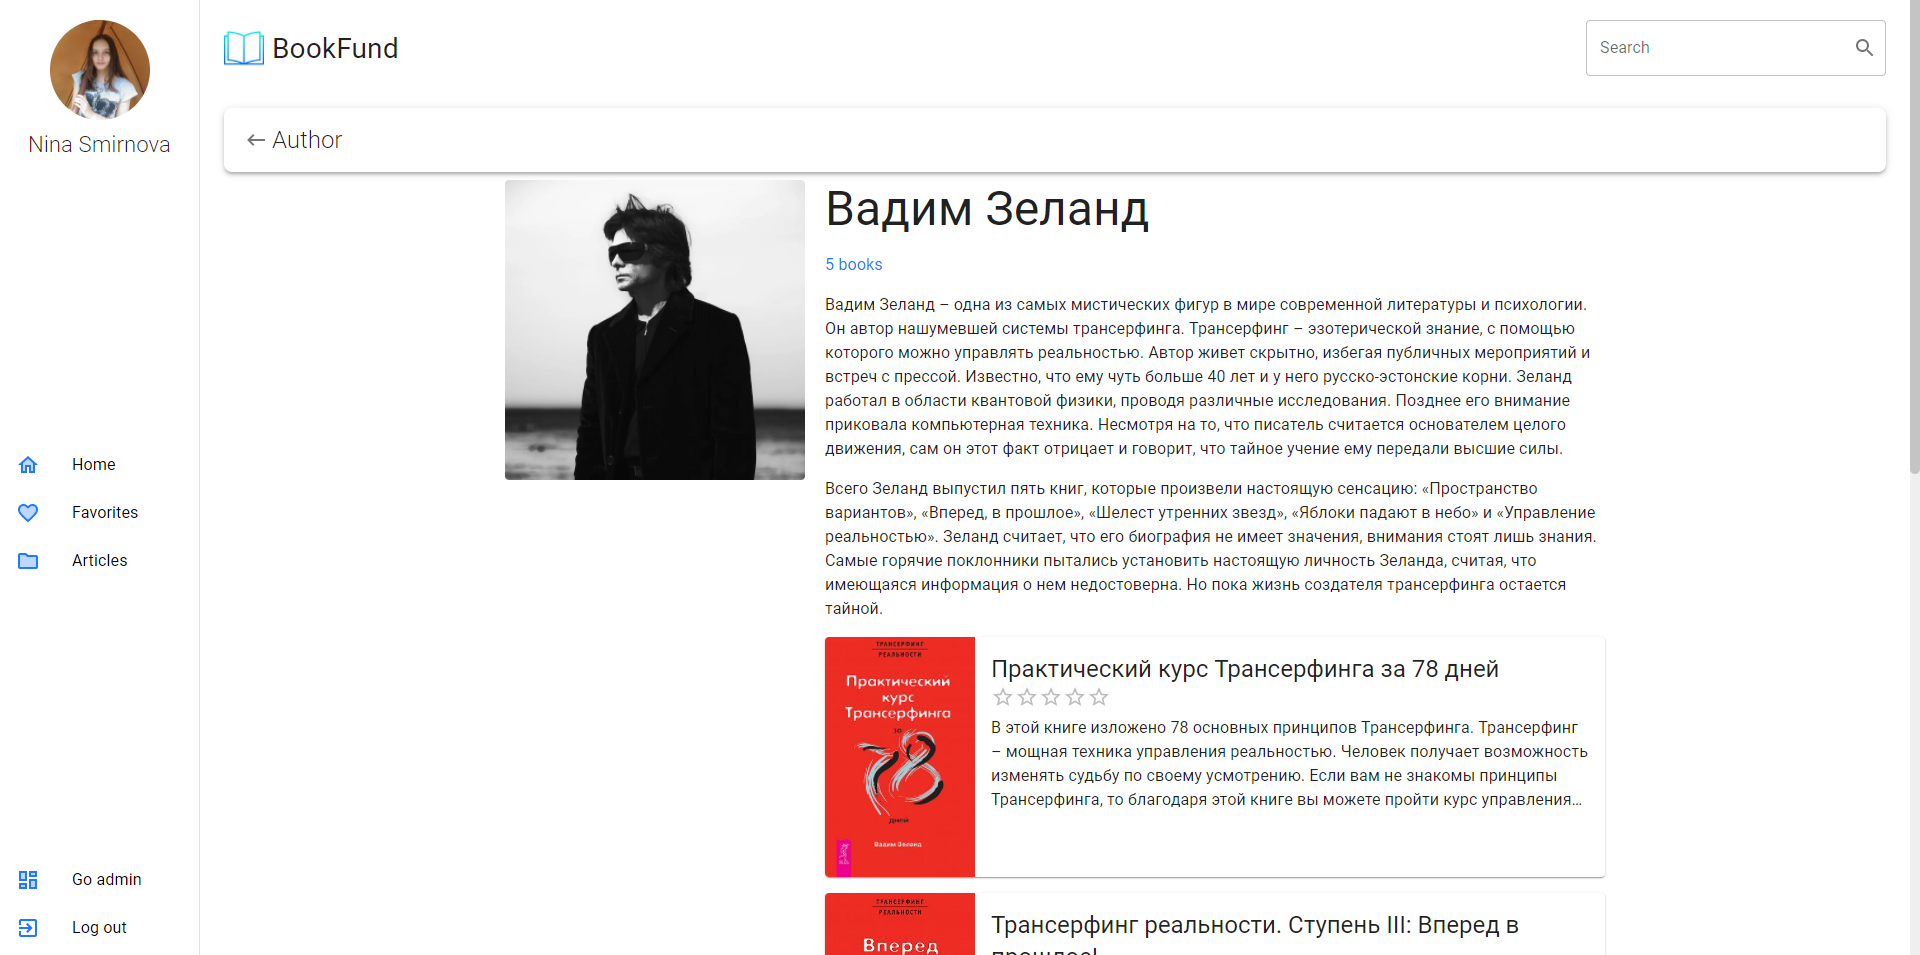 Nina Smirnova
Home
Favorites
Articles
Go admin
Log out
BookFund
Search
Author
Вадим Зеланд
5 books
Вадим Зеланд – одна из самых мистических фигур в мире современной литературы и психологии.
Он автор нашумевшей системы трансерфинга. Трансерфинг – эзотерической знание, с помощью
которого можно управлять реальностью. Автор живет скрытно, избегая публичных мероприятий и
встреч с прессой. Известно, что ему чуть больше 40 лет и у него русско-эстонские корни. Зеланд
работал в области квантовой физики, проводя различные исследования. Позднее его внимание
приковала компьютерная техника. Несмотря на то, что писатель считается основателем целого
движения, сам он этот факт отрицает и говорит, что тайное учение ему передали высшие силы.
Всего Зеланд выпустил пять книг, которые произвели настоящую сенсацию: «Пространство
вариантов», «Вперед, в прошлое», «Шелест утренних звезд», «Яблоки падают в небо» и «Управление
реальностью». Зеланд считает, что его биография не имеет значения, внимания стоят лишь знания.
Самые горячие поклонники пытались установить настоящую личность Зеланда, считая, что
имеющаяся информация о нем недостоверна. Но пока жизнь создателя трансерфинга остается
тайной.
ТРАНСЕРФИНГ
РЕАЛЬНОСТИ
Практический
курс
Трансерфинга
за
78
дней
Вадим Зеланд
Практический курс Трансерфинга за 78 дней
В этой книге изложено 78 основных принципов Трансерфинга. Трансерфинг
– мощная техника управления реальностью. Человек получает возможность
изменять судьбу по своему усмотрению. Если вам не знакомы принципы
Трансерфинга, то благодаря этой книге вы можете пройти курс управления…
ТРАНСЕРФИНГ
РЕАЛЬНОСТИ
Вперед
Трансерфинг реальности. Ступень III: Вперед в
прошлое!